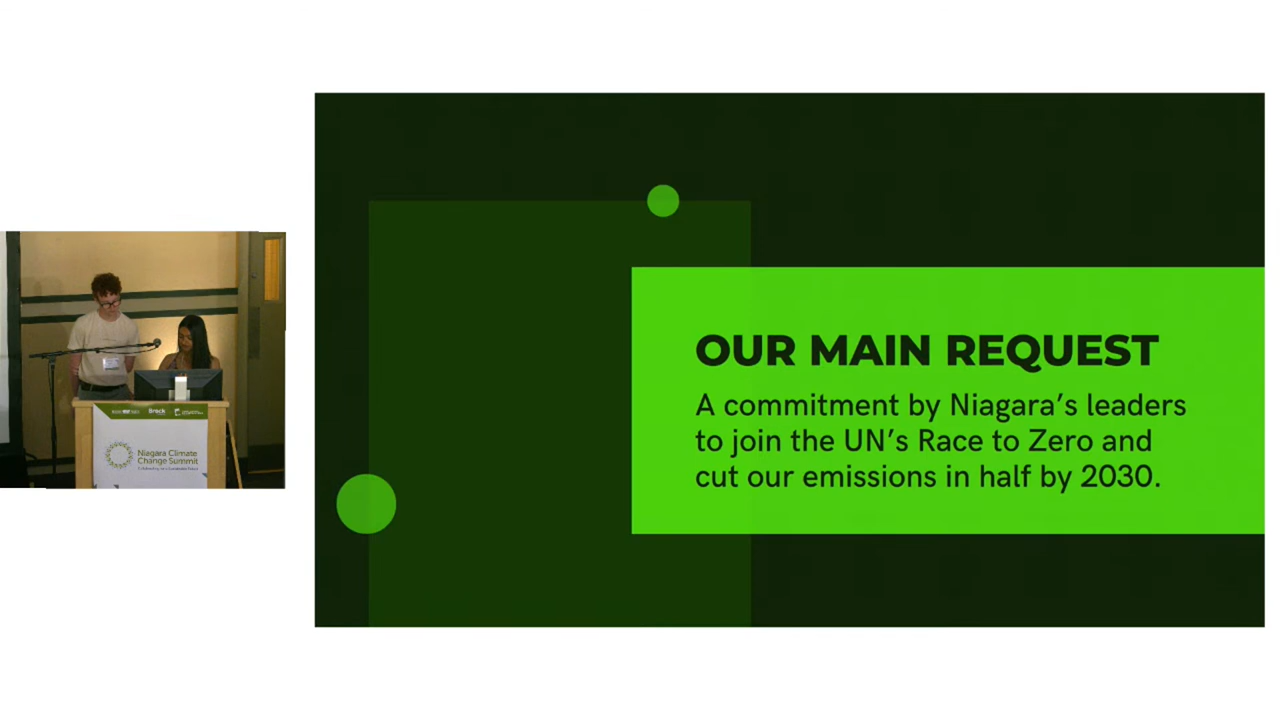 OUR MAIN REQUEST
A commitment by Niagara's leaders
to join the UN's Race to Zero and
cut our emissions in half by 2030.
Brock
Niagara Climate
Change Summit